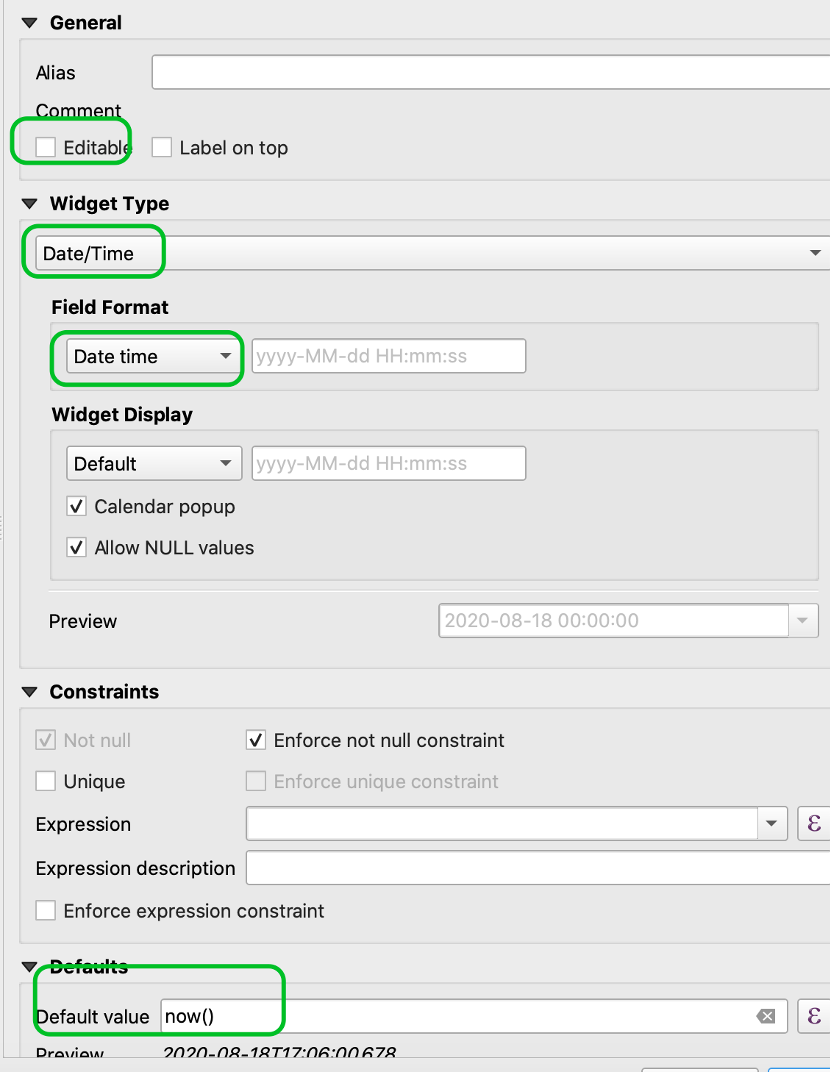 General
Alias
Comment
Editable Label on top
Widget Type
Date/Time
Field Format
Date time yyyy-MM-dd HH:mm:ss
Widget Display
Default yyyy-MM-dd HH:mm:ss
Calendar popup
Allow NULL values
Preview 2020-08-18 00:00:00
Constraints
Not null Enforce not null constraint
Unique Enforce unique constraint
Expression ε
Expression description
Enforce expression constraint
Defaults
Default value now() ε
Preview 2020-08-18T17:06:00.678